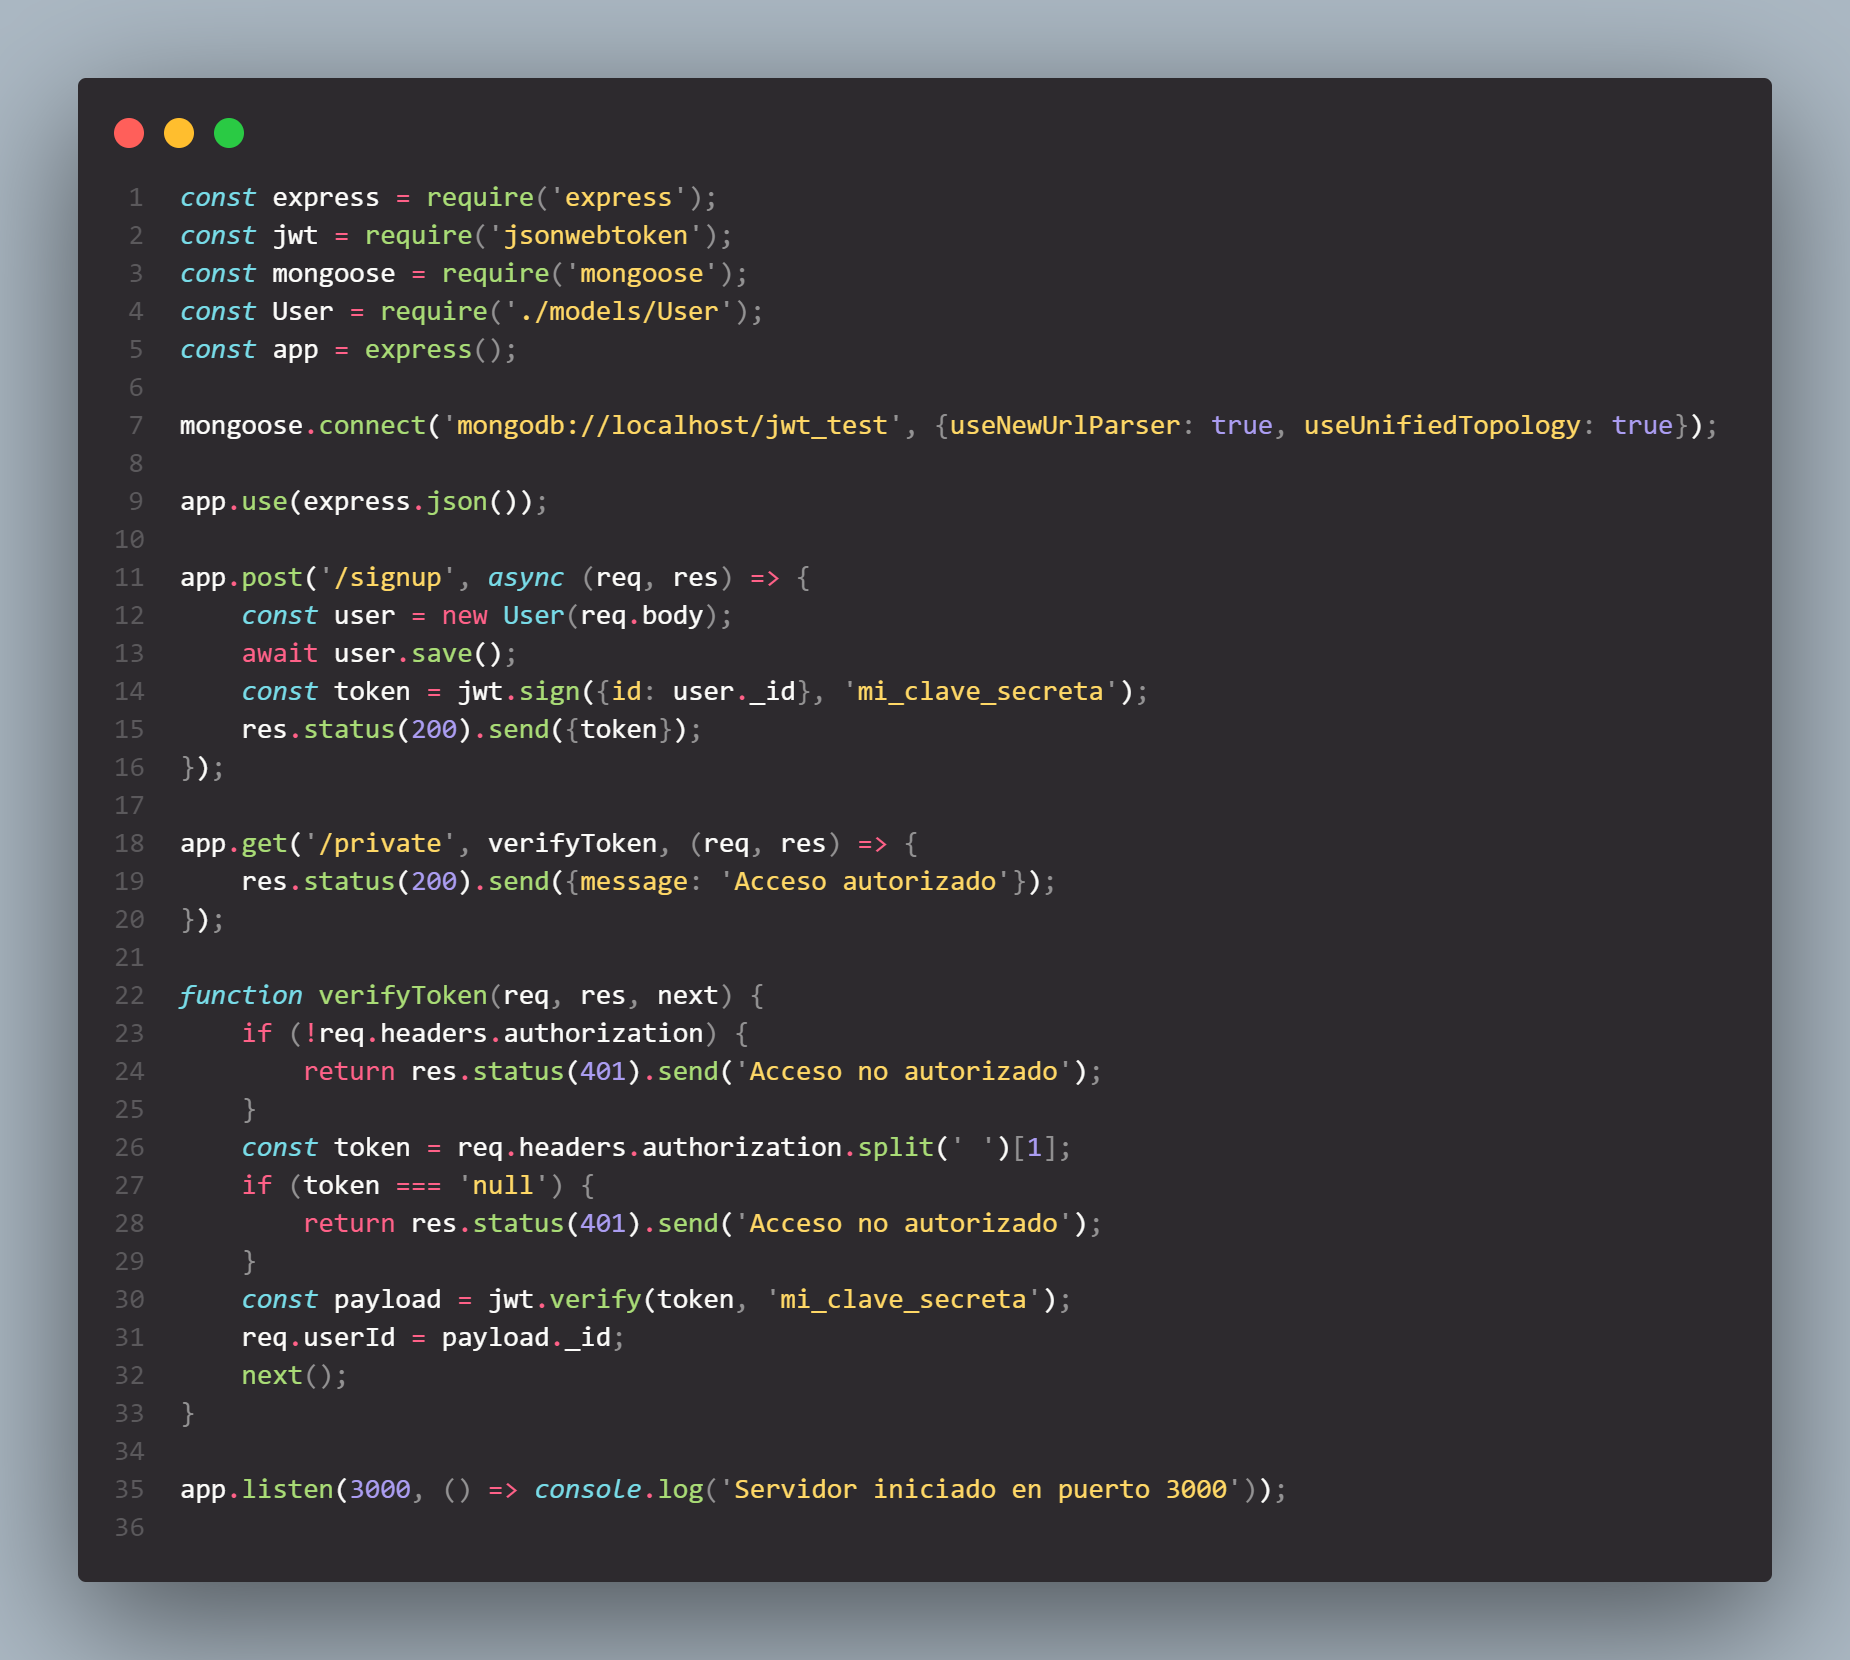 1 const express = require('express');
2 const jwt = require('jsonwebtoken');
3 const mongoose = require('mongoose');
4 const User = require('./models/User');
5 const app = express();
6
7 mongoose.connect('mongodb://localhost/jwt_test', {useNewUrlParser: true, useUnifiedTopology: true});
8
9 app.use(express.json());
10
11 app.post('/signup', async (req, res) => {
12     const user = new User(req.body);
13     await user.save();
14     const token = jwt.sign({id: user._id}, 'mi_clave_secreta');
15     res.status(200).send({token});
16 });
17
18 app.get('/private', verifyToken, (req, res) => {
19     res.status(200).send({message: 'Acceso autorizado'});
20 });
21
22 function verifyToken(req, res, next) {
23     if (!req.headers.authorization) {
24         return res.status(401).send('Acceso no autorizado');
25     }
26     const token = req.headers.authorization.split(' ')[1];
27     if (token === 'null') {
28         return res.status(401).send('Acceso no autorizado');
29     }
30     const payload = jwt.verify(token, 'mi_clave_secreta');
31     req.userId = payload._id;
32     next();
33 }
34
35 app.listen(3000, () => console.log('Servidor iniciado en puerto 3000'));
36